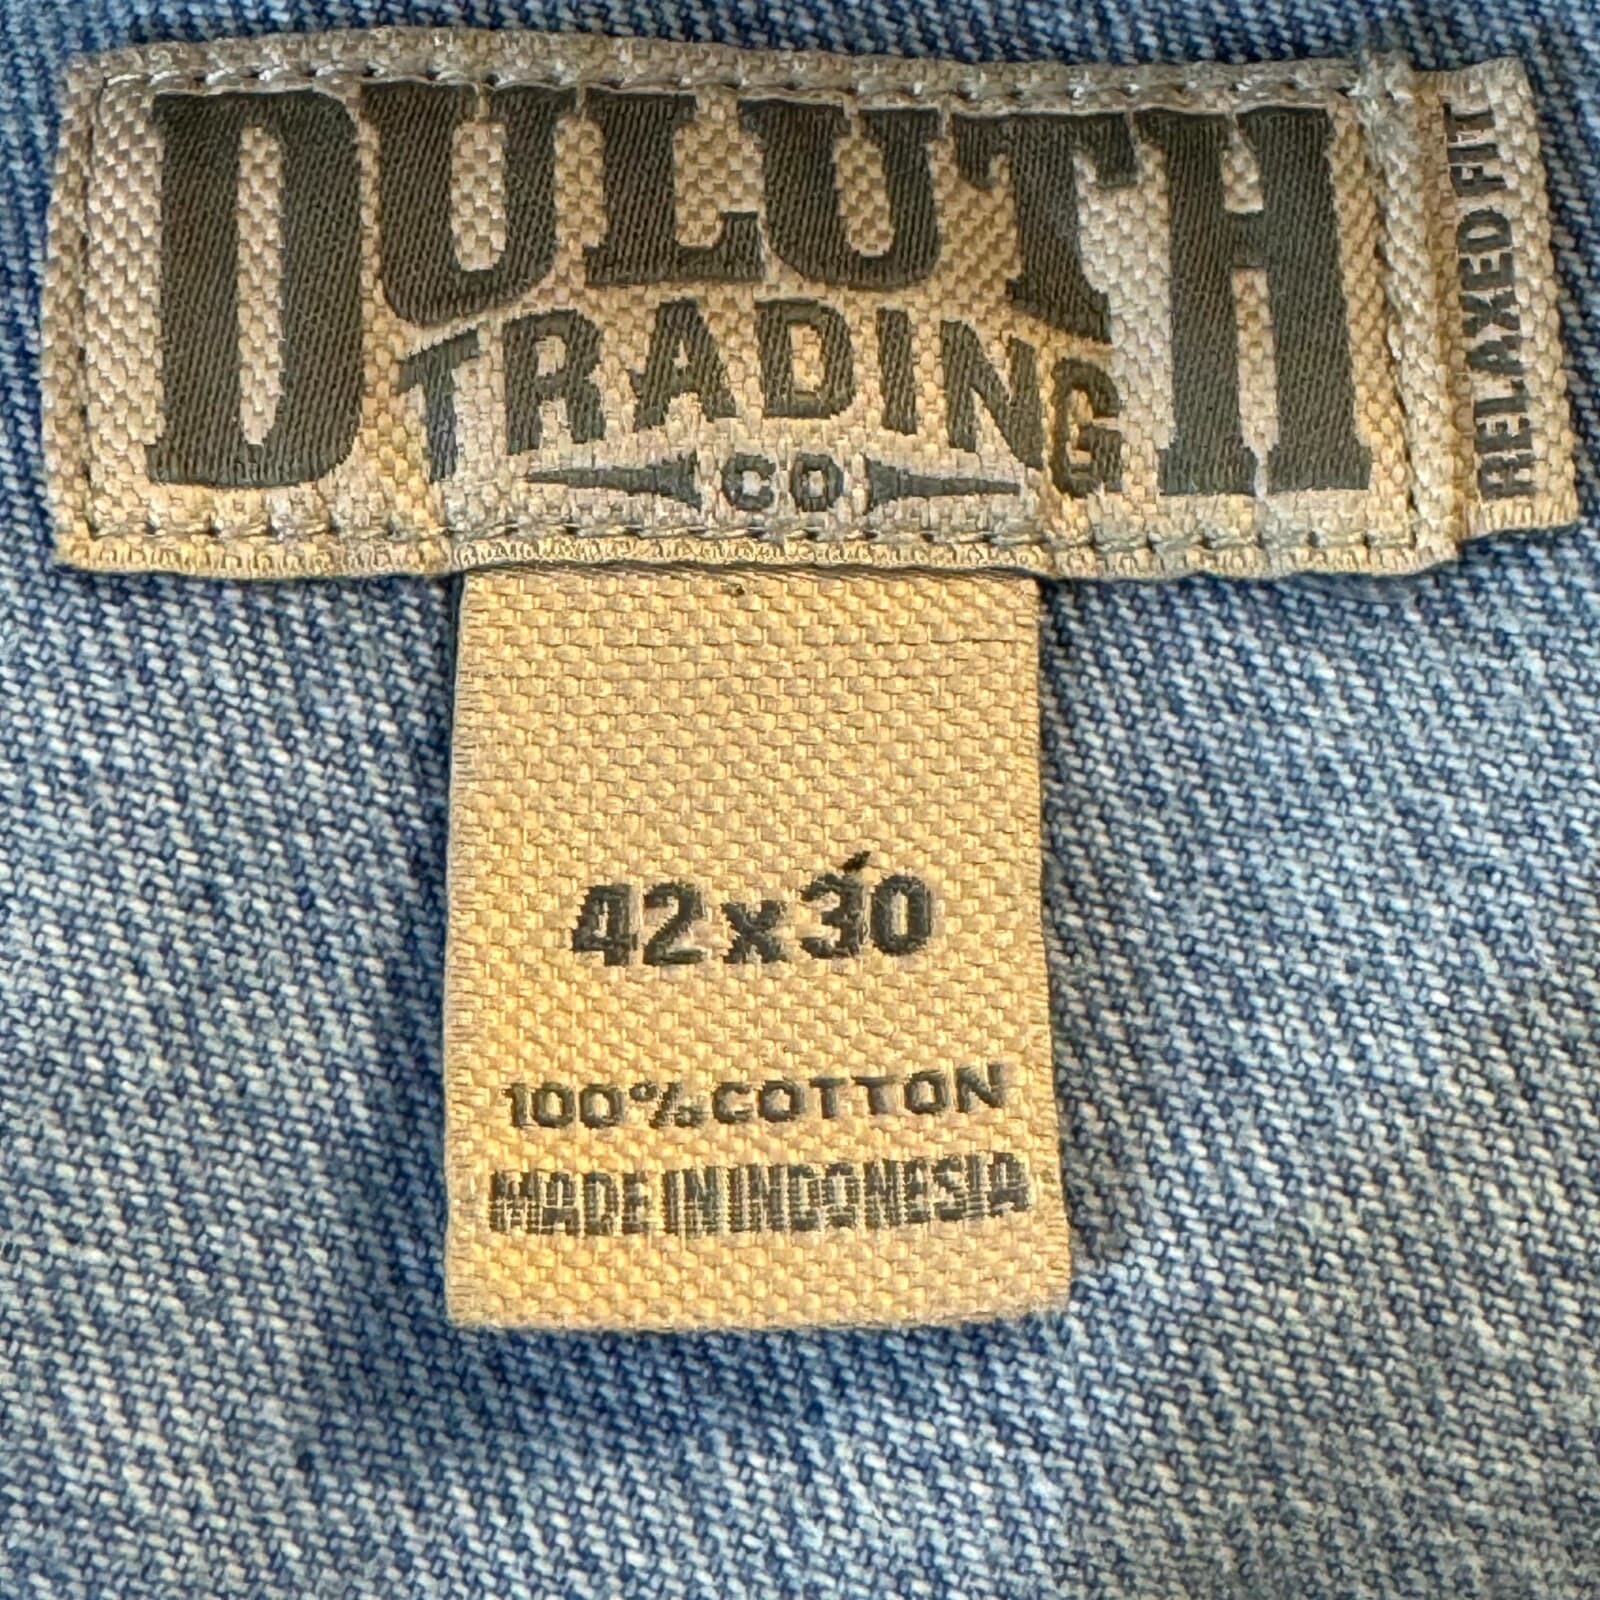 DULUTH
TRADING
CO
RELAXED FIT
42x30
100% COTTON
MADE IN INDONESIA